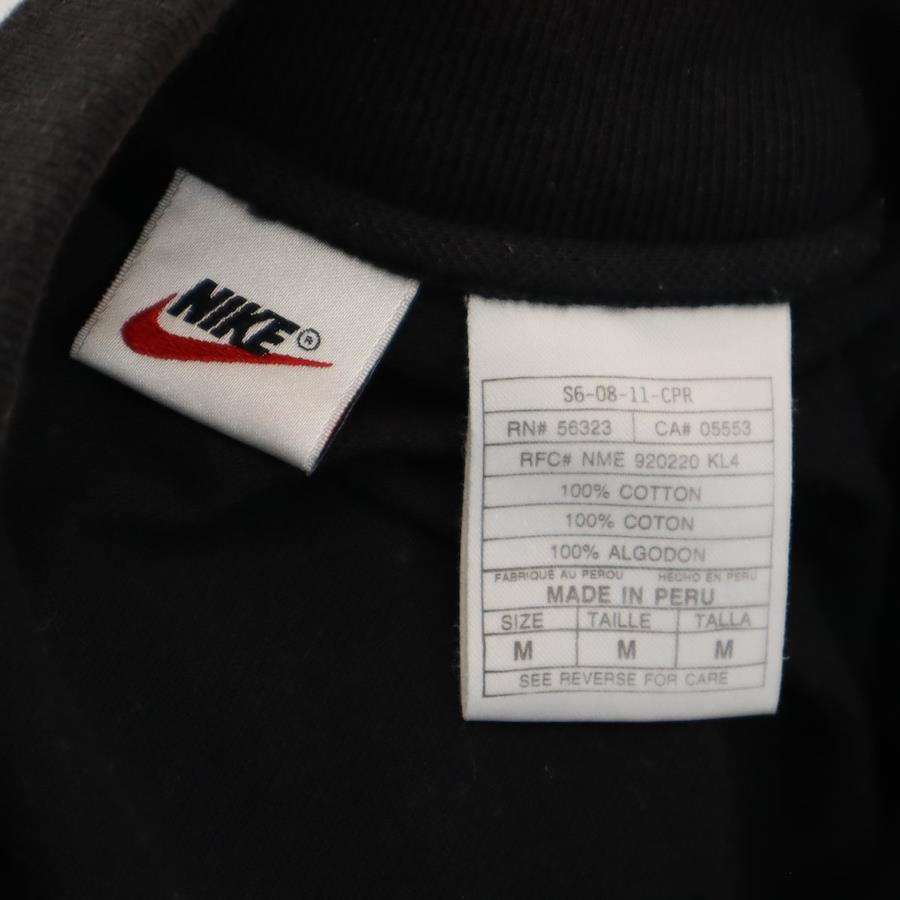 NIKE®
S6-08-11-CPR
RN# 56323 CA# 05553
RFC# NME 920220 KL4
100% COTTON
100% COTON
100% ALGODON
FABRIQUE AU PEROU HECHO EN PERU
MADE IN PERU
SIZE TAILLE TALLA
M M M
SEE REVERSE FOR CARE